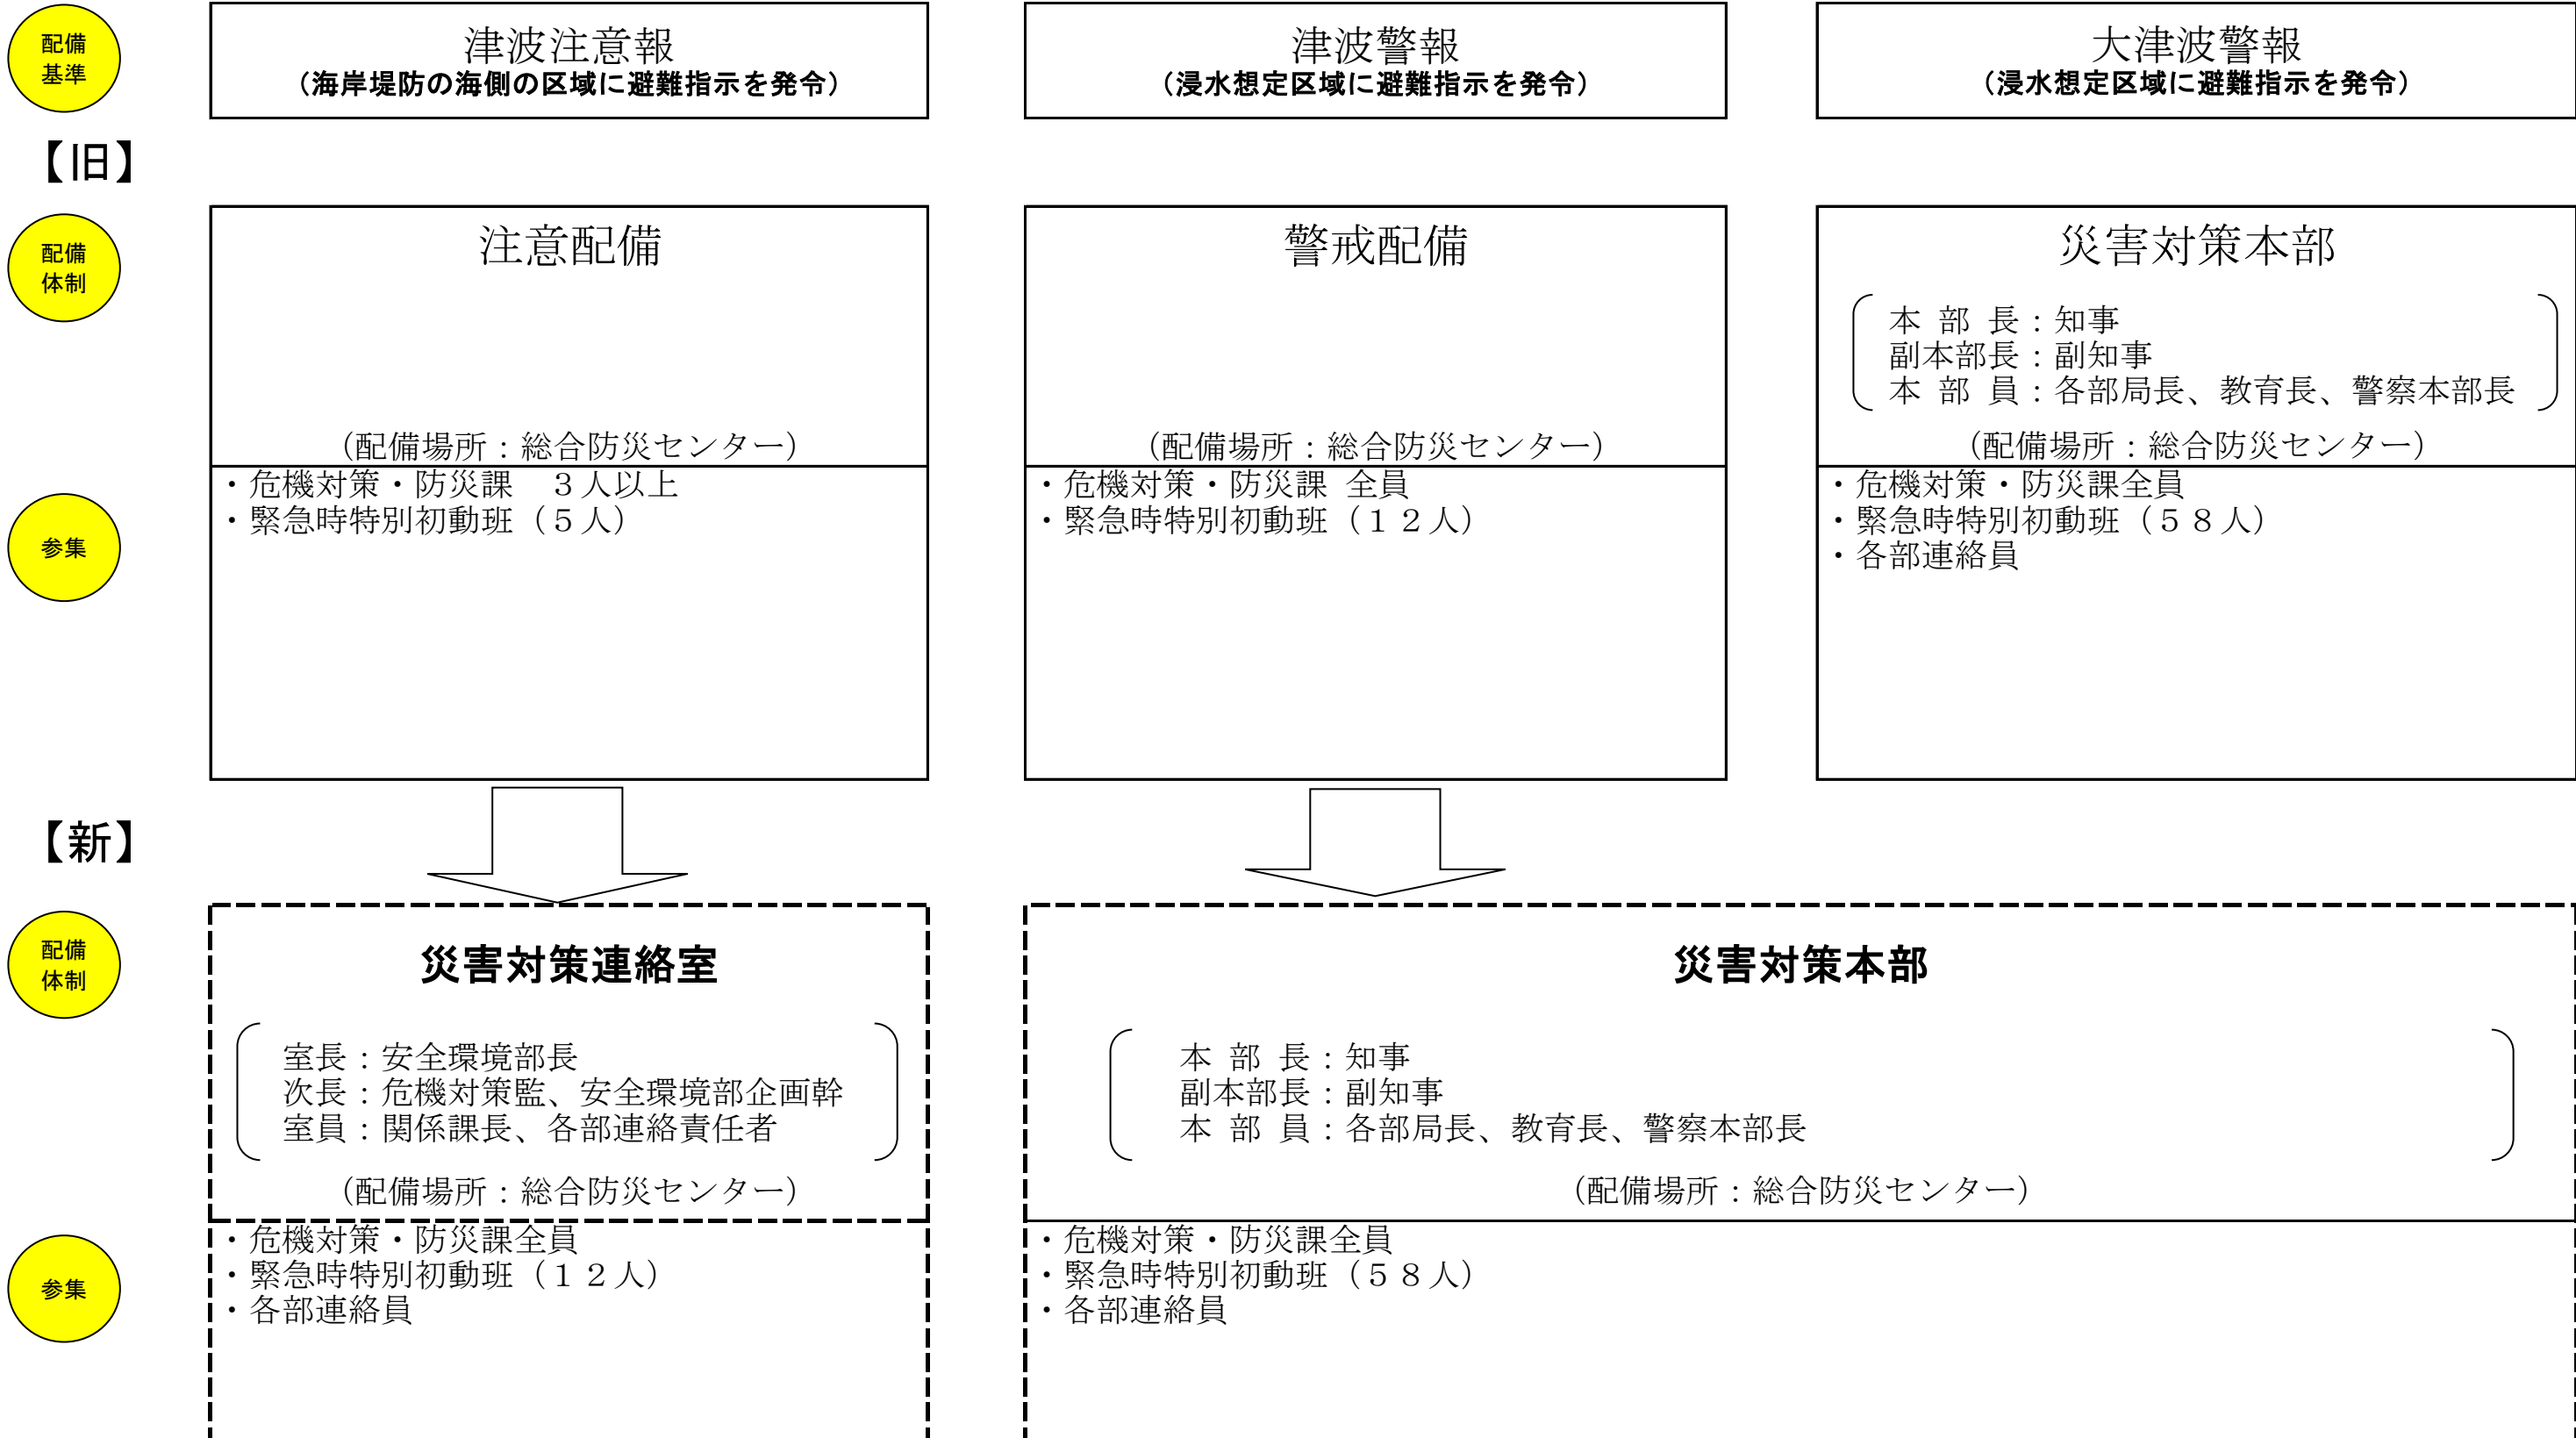 配備
基準
津波注意報
（海岸堤防の海側の区域に避難指示を発令）
津波警報
（浸水想定区域に避難指示を発令）
大津波警報
（浸水想定区域に避難指示を発令）
【旧】
配備
体制
注意配備
（配備場所：総合防災センター）
警戒配備
（配備場所：総合防災センター）
災害対策本部
本 部 長：知事
副本部長：副知事
本 部 員：各部局長、教育長、警察本部長
（配備場所：総合防災センター）
参集
・危機対策・防災課　３人以上
・緊急時特別初動班（５人）
・危機対策・防災課 全員
・緊急時特別初動班（１２人）
・危機対策・防災課全員
・緊急時特別初動班（５８人）
・各部連絡員
【新】
配備
体制
災害対策連絡室
室長：安全環境部長
次長：危機対策監、安全環境部企画幹
室員：関係課長、各部連絡責任者
（配備場所：総合防災センター）
災害対策本部
本 部 長：知事
副本部長：副知事
本 部 員：各部局長、教育長、警察本部長
（配備場所：総合防災センター）
参集
・危機対策・防災課全員
・緊急時特別初動班（１２人）
・各部連絡員
・危機対策・防災課全員
・緊急時特別初動班（５８人）
・各部連絡員